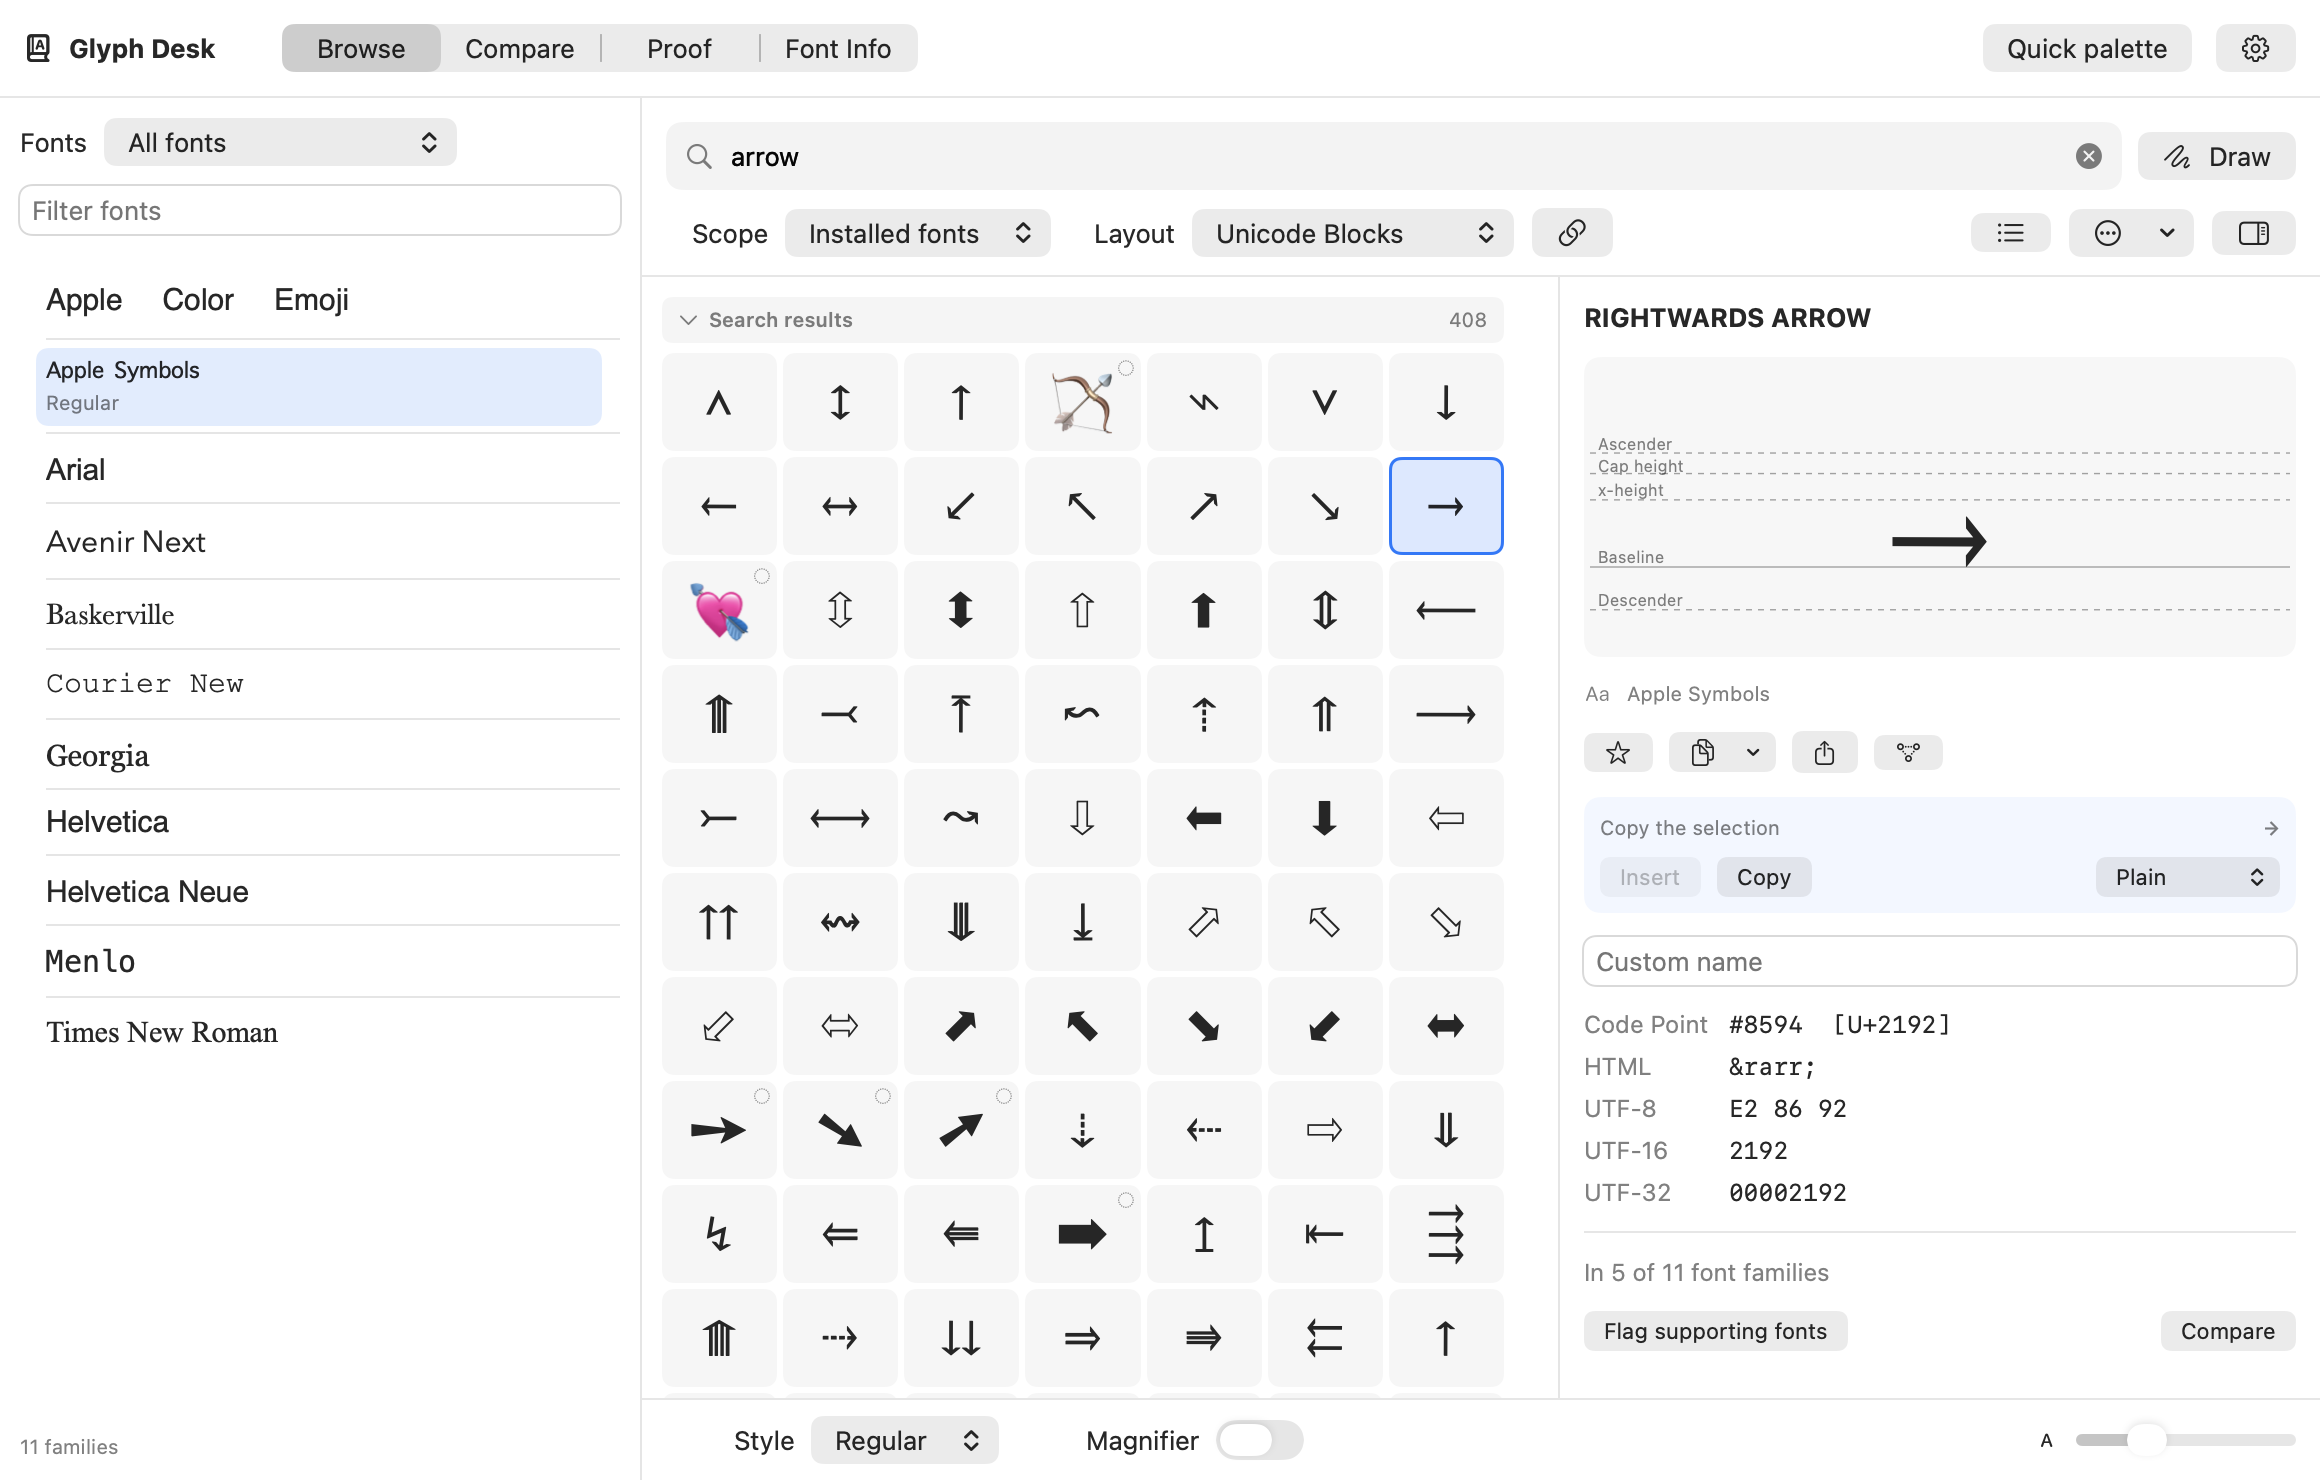 Glyph Desk
Browse
Compare
Proof
Font Info
Quick palette
Fonts
All fonts
Filter fonts
Apple Color Emoji
Apple Symbols
Regular
Arial
Avenir Next
Baskerville
Courier New
Georgia
Helvetica
Helvetica Neue
Menlo
Times New Roman
11 families
arrow
Draw
Scope
Installed fonts
Layout
Unicode Blocks
Search results
408
RIGHTWARDS ARROW
Ascender
Cap height
x-height
Baseline
Descender
Aa Apple Symbols
Copy the selection
Insert
Copy
Plain
Custom name
Code Point #8594 [U+2192]
HTML &rarr;
UTF-8 E2 86 92
UTF-16 2192
UTF-32 00002192
In 5 of 11 font families
Flag supporting fonts
Compare
Style
Regular
Magnifier
A